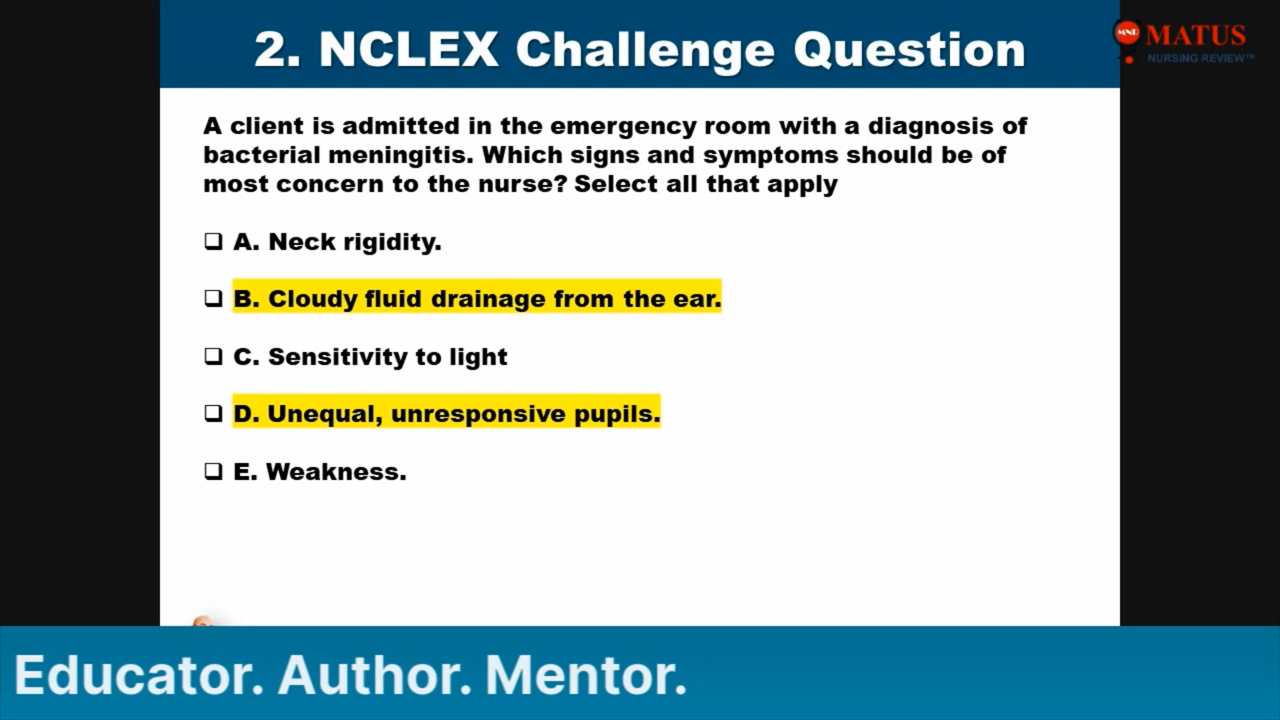 2. NCLEX Challenge Question
MNR
MATUS
NURSING REVIEW™
A client is admitted in the emergency room with a diagnosis of
bacterial meningitis. Which signs and symptoms should be of
most concern to the nurse? Select all that apply
A. Neck rigidity.
B. Cloudy fluid drainage from the ear.
C. Sensitivity to light
D. Unequal, unresponsive pupils.
E. Weakness.
Educator. Author. Mentor.